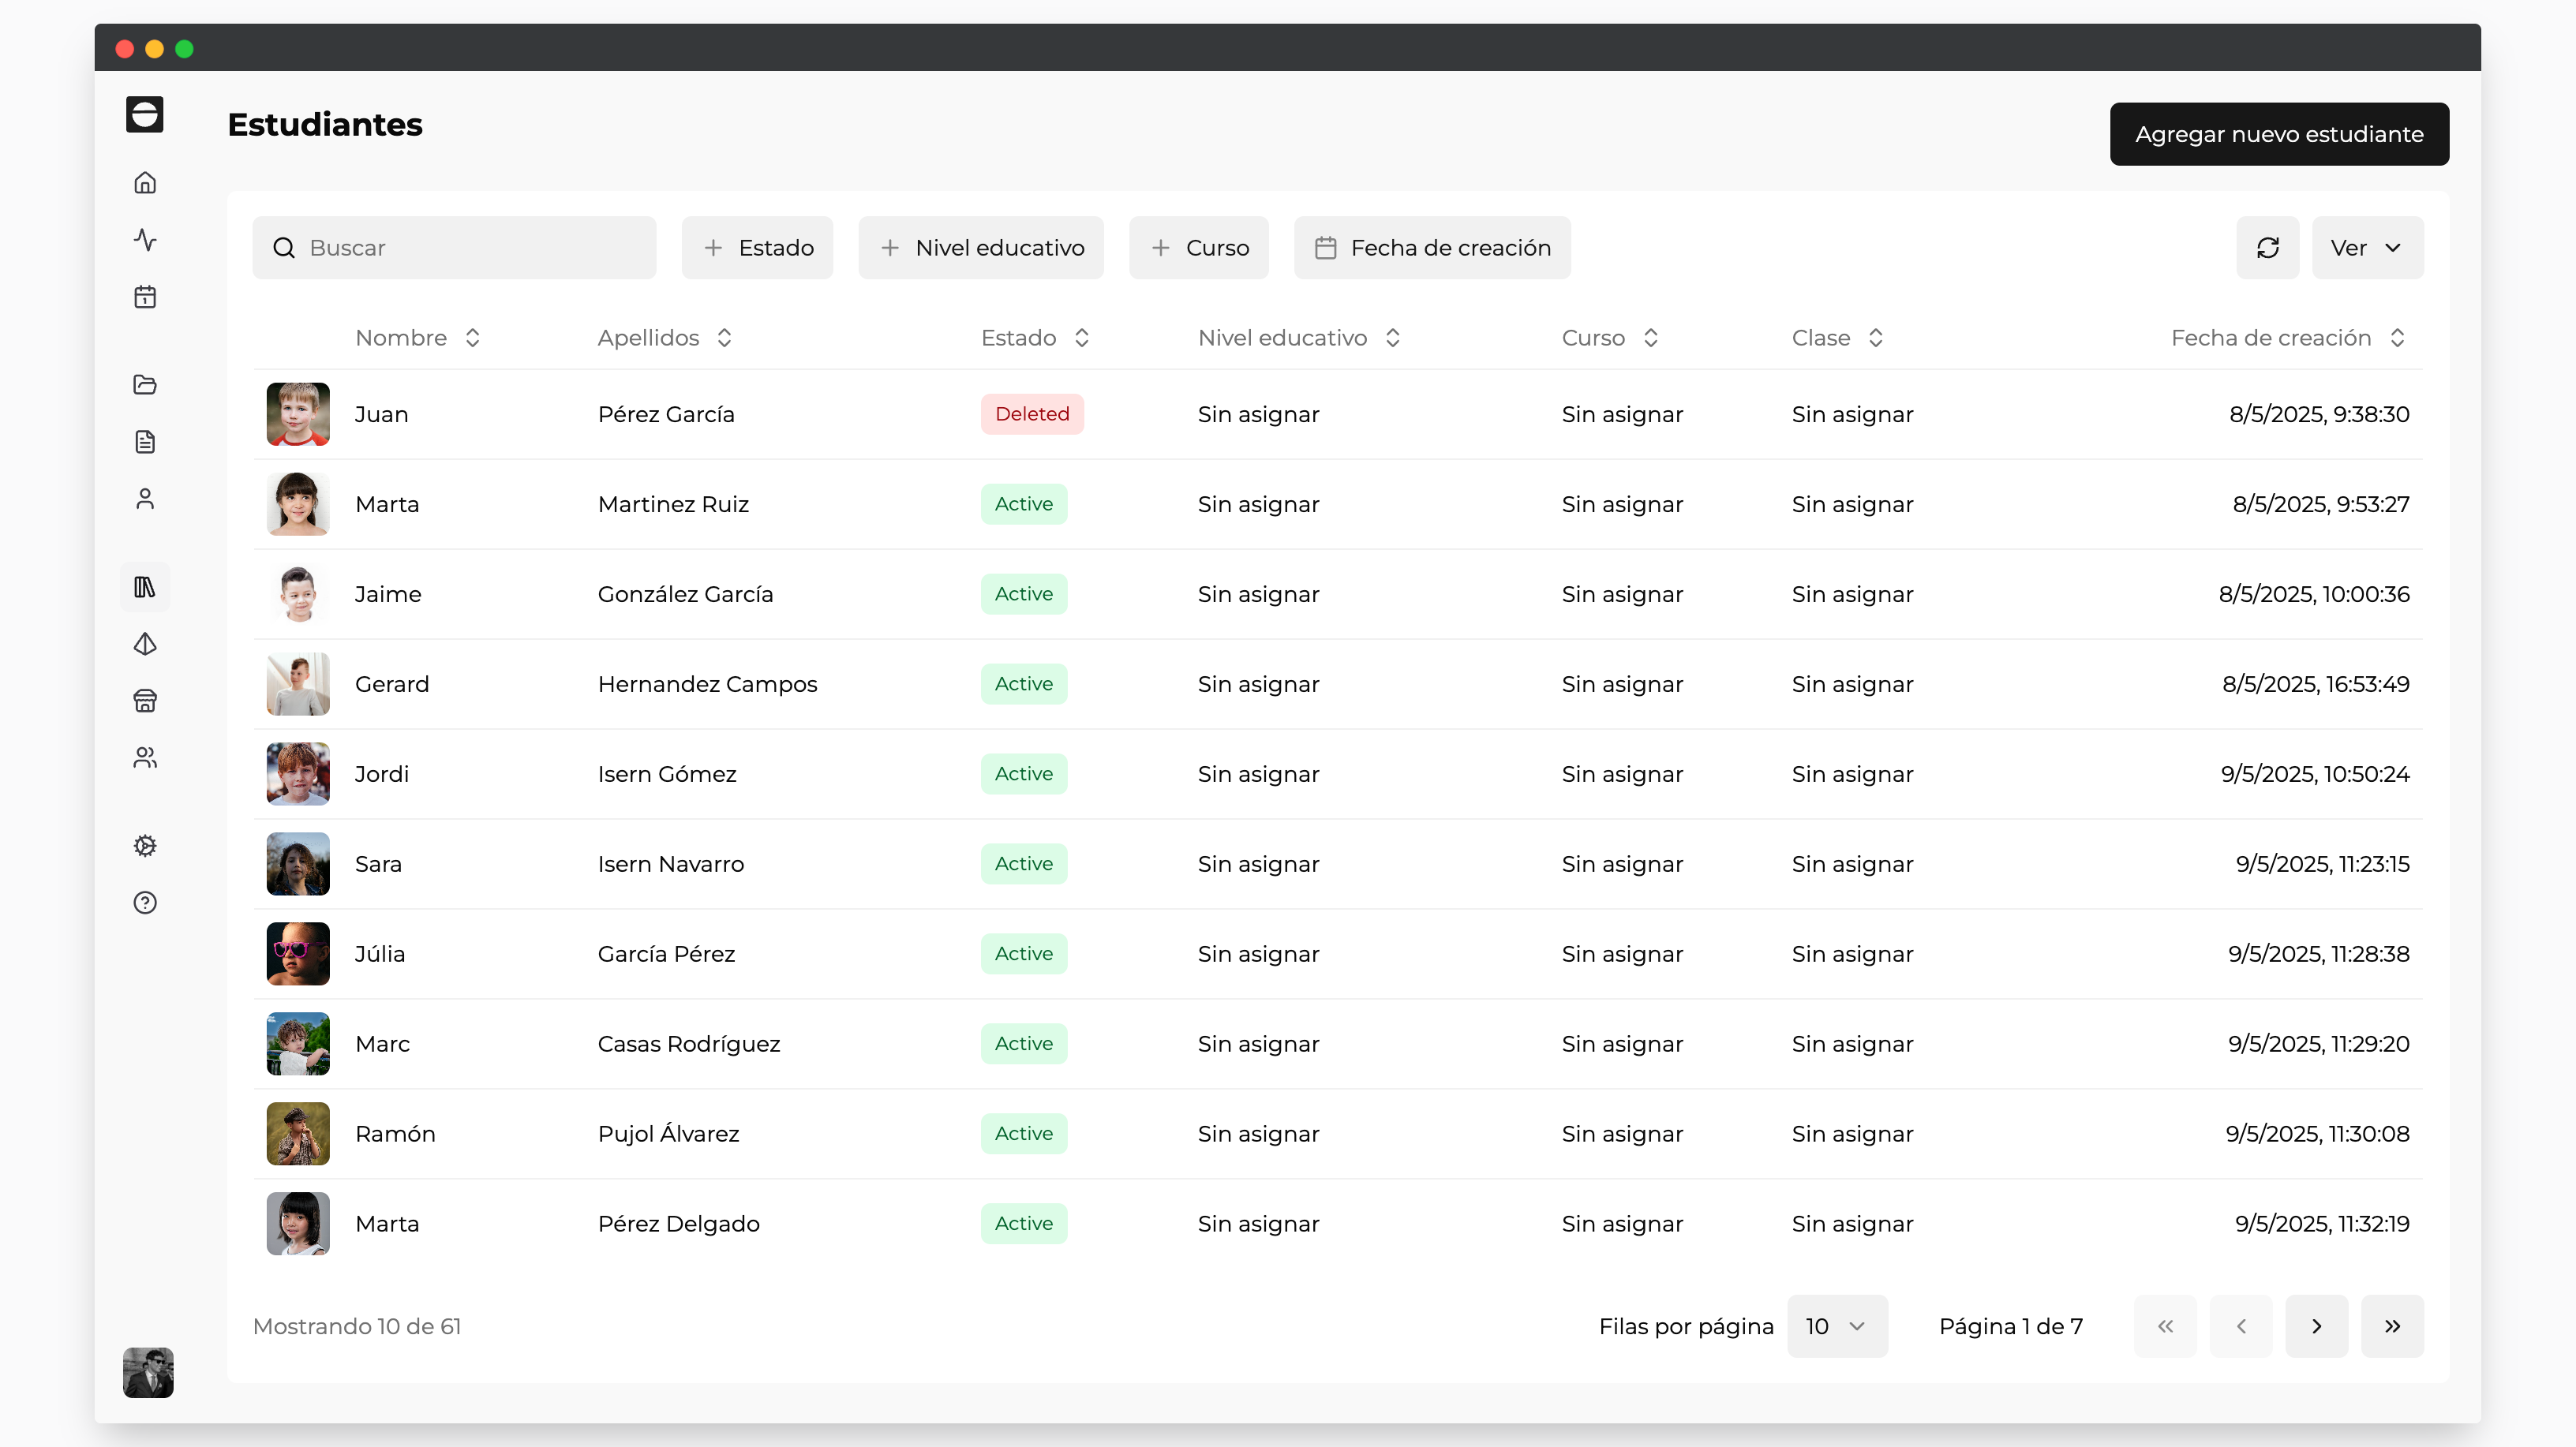 Estudiantes
Agregar nuevo estudiante
Buscar
Estado
Nivel educativo
Curso
Fecha de creación
Ver
Nombre Apellidos Estado Nivel educativo Curso Clase Fecha de creación
Juan Pérez García Deleted Sin asignar Sin asignar Sin asignar 8/5/2025, 9:38:30
Marta Martinez Ruiz Active Sin asignar Sin asignar Sin asignar 8/5/2025, 9:53:27
Jaime González García Active Sin asignar Sin asignar Sin asignar 8/5/2025, 10:00:36
Gerard Hernandez Campos Active Sin asignar Sin asignar Sin asignar 8/5/2025, 16:53:49
Jordi Isern Gómez Active Sin asignar Sin asignar Sin asignar 9/5/2025, 10:50:24
Sara Isern Navarro Active Sin asignar Sin asignar Sin asignar 9/5/2025, 11:23:15
Júlia García Pérez Active Sin asignar Sin asignar Sin asignar 9/5/2025, 11:28:38
Marc Casas Rodríguez Active Sin asignar Sin asignar Sin asignar 9/5/2025, 11:29:20
Ramón Pujol Álvarez Active Sin asignar Sin asignar Sin asignar 9/5/2025, 11:30:08
Marta Pérez Delgado Active Sin asignar Sin asignar Sin asignar 9/5/2025, 11:32:19
Mostrando 10 de 61
Filas por página 10
Página 1 de 7